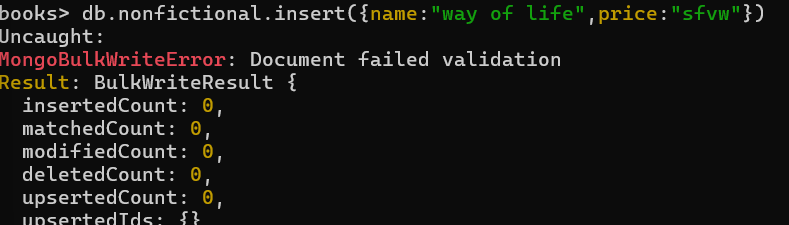 books> db.nonfictional.insert({name:"way of life",price:"sfvw"})
Uncaught:
MongoBulkWriteError: Document failed validation
Result: BulkWriteResult {
  insertedCount: 0,
  matchedCount: 0,
  modifiedCount: 0,
  deletedCount: 0,
  upsertedCount: 0,
  upsertedIds: {}